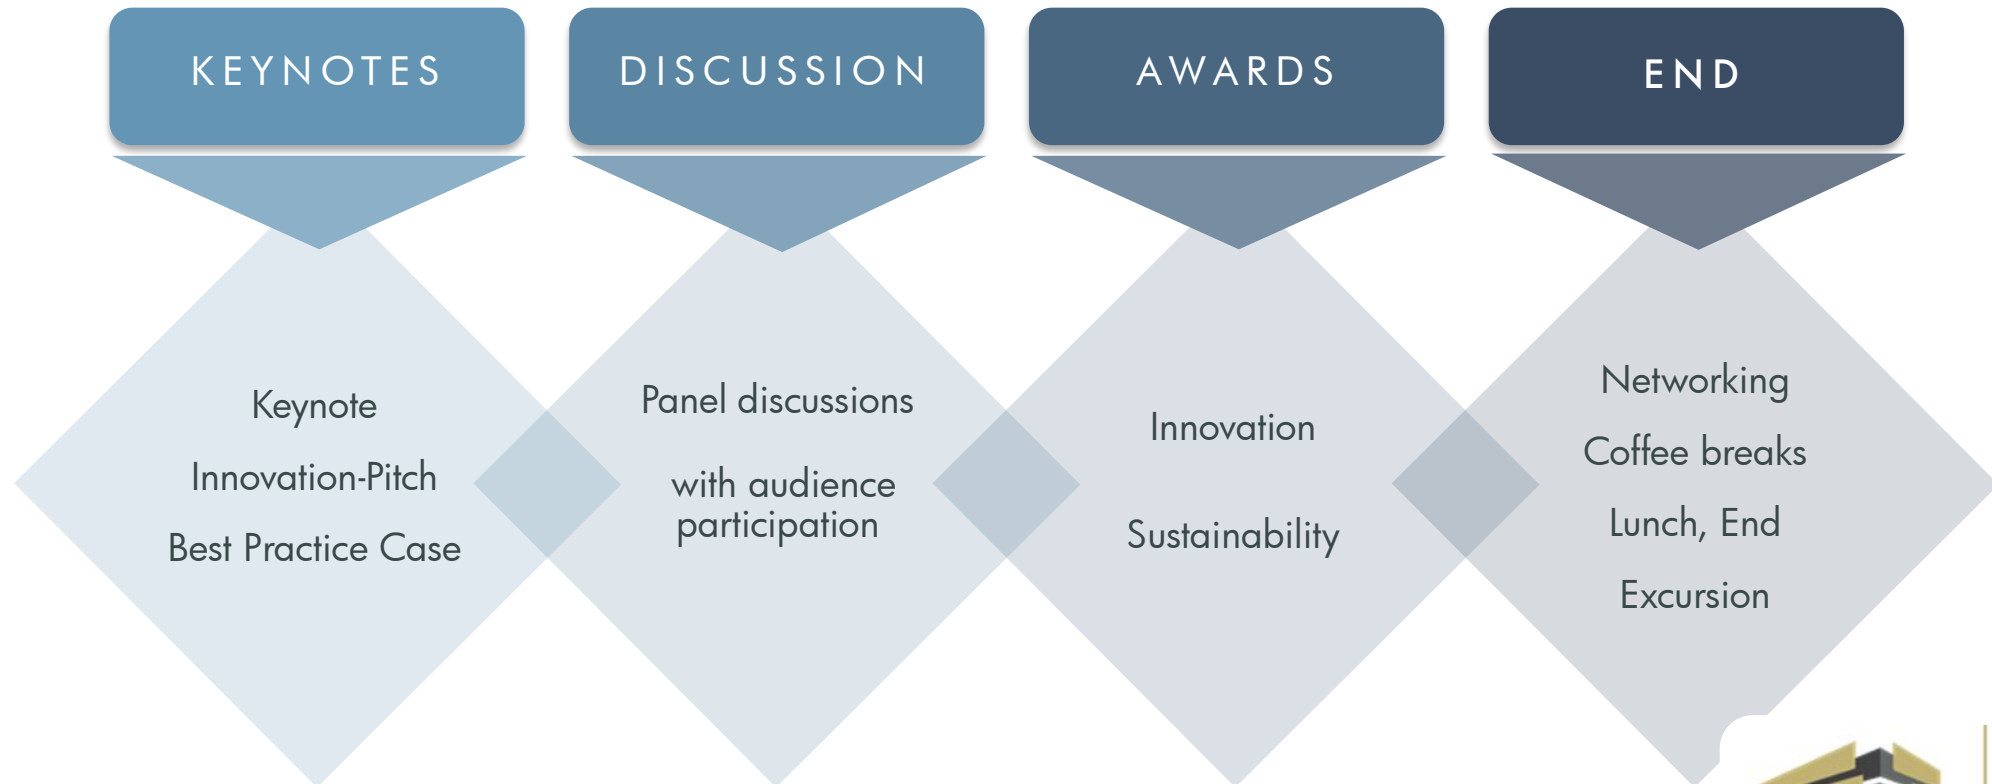 KEYNOTES
DISCUSSION
AWARDS
END
Keynote
Innovation-Pitch
Best Practice Case
Panel discussions
with audience
participation
Innovation
Sustainability
Networking
Coffee breaks
Lunch, End
Excursion